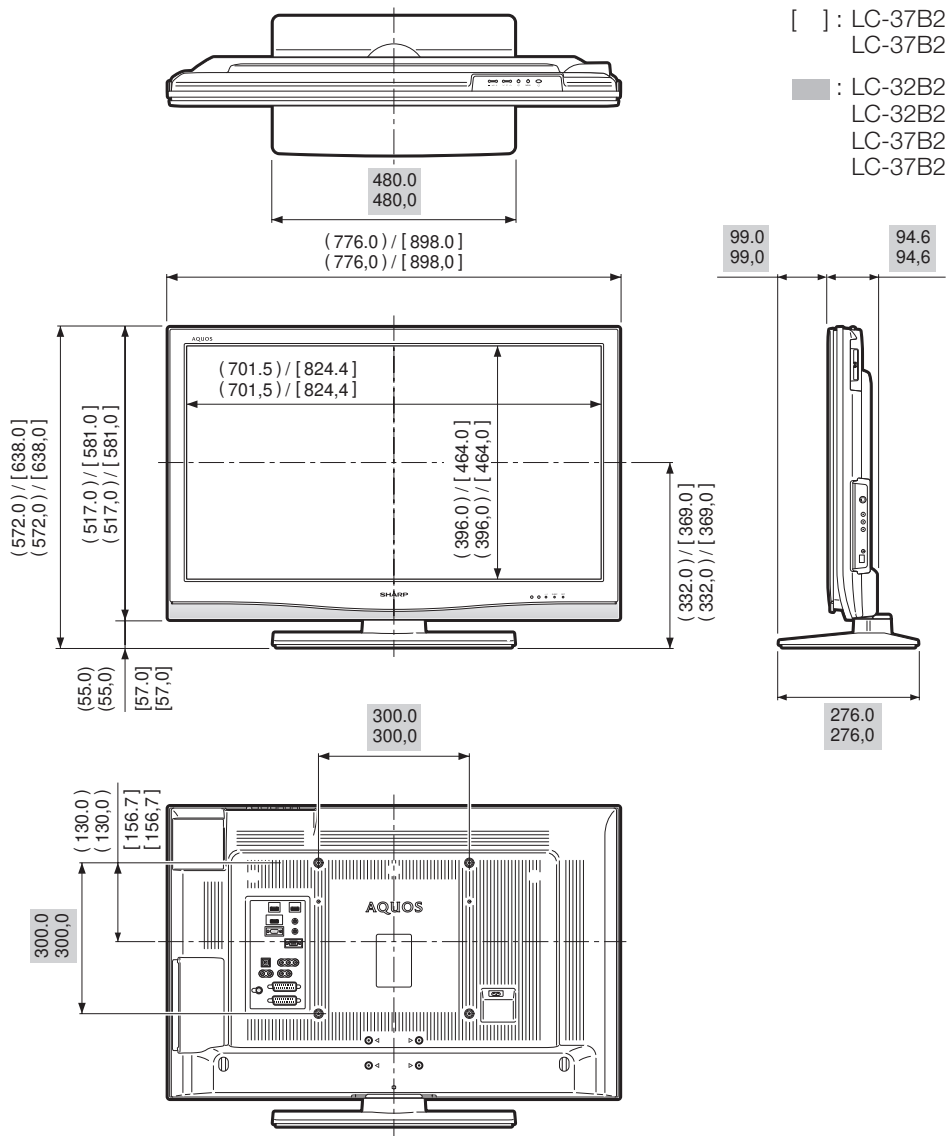 [ ] : LC-37B2
LC-37B2
: LC-32B2
LC-32B2
LC-37B2
LC-37B2
480.0
480,0
(776.0) / [898.0]
(776,0) / [898,0]
99.0
99,0
94.6
94,6
AQUOS
(701.5) / [824.4]
(701,5) / [824,4]
(572.0) / [638.0]
(572,0) / [638,0]
(517.0) / [581.0]
(517,0) / [581,0]
(396.0) / [464.0]
(396,0) / [464,0]
(332.0) / [369.0]
(332,0) / [369,0]
SHARP
(55.0)
(55,0)
[57.0]
[57,0]
276.0
276,0
300.0
300,0
(130.0)
(130,0)
[156.7]
[156,7]
300.0
300,0
AQUOS